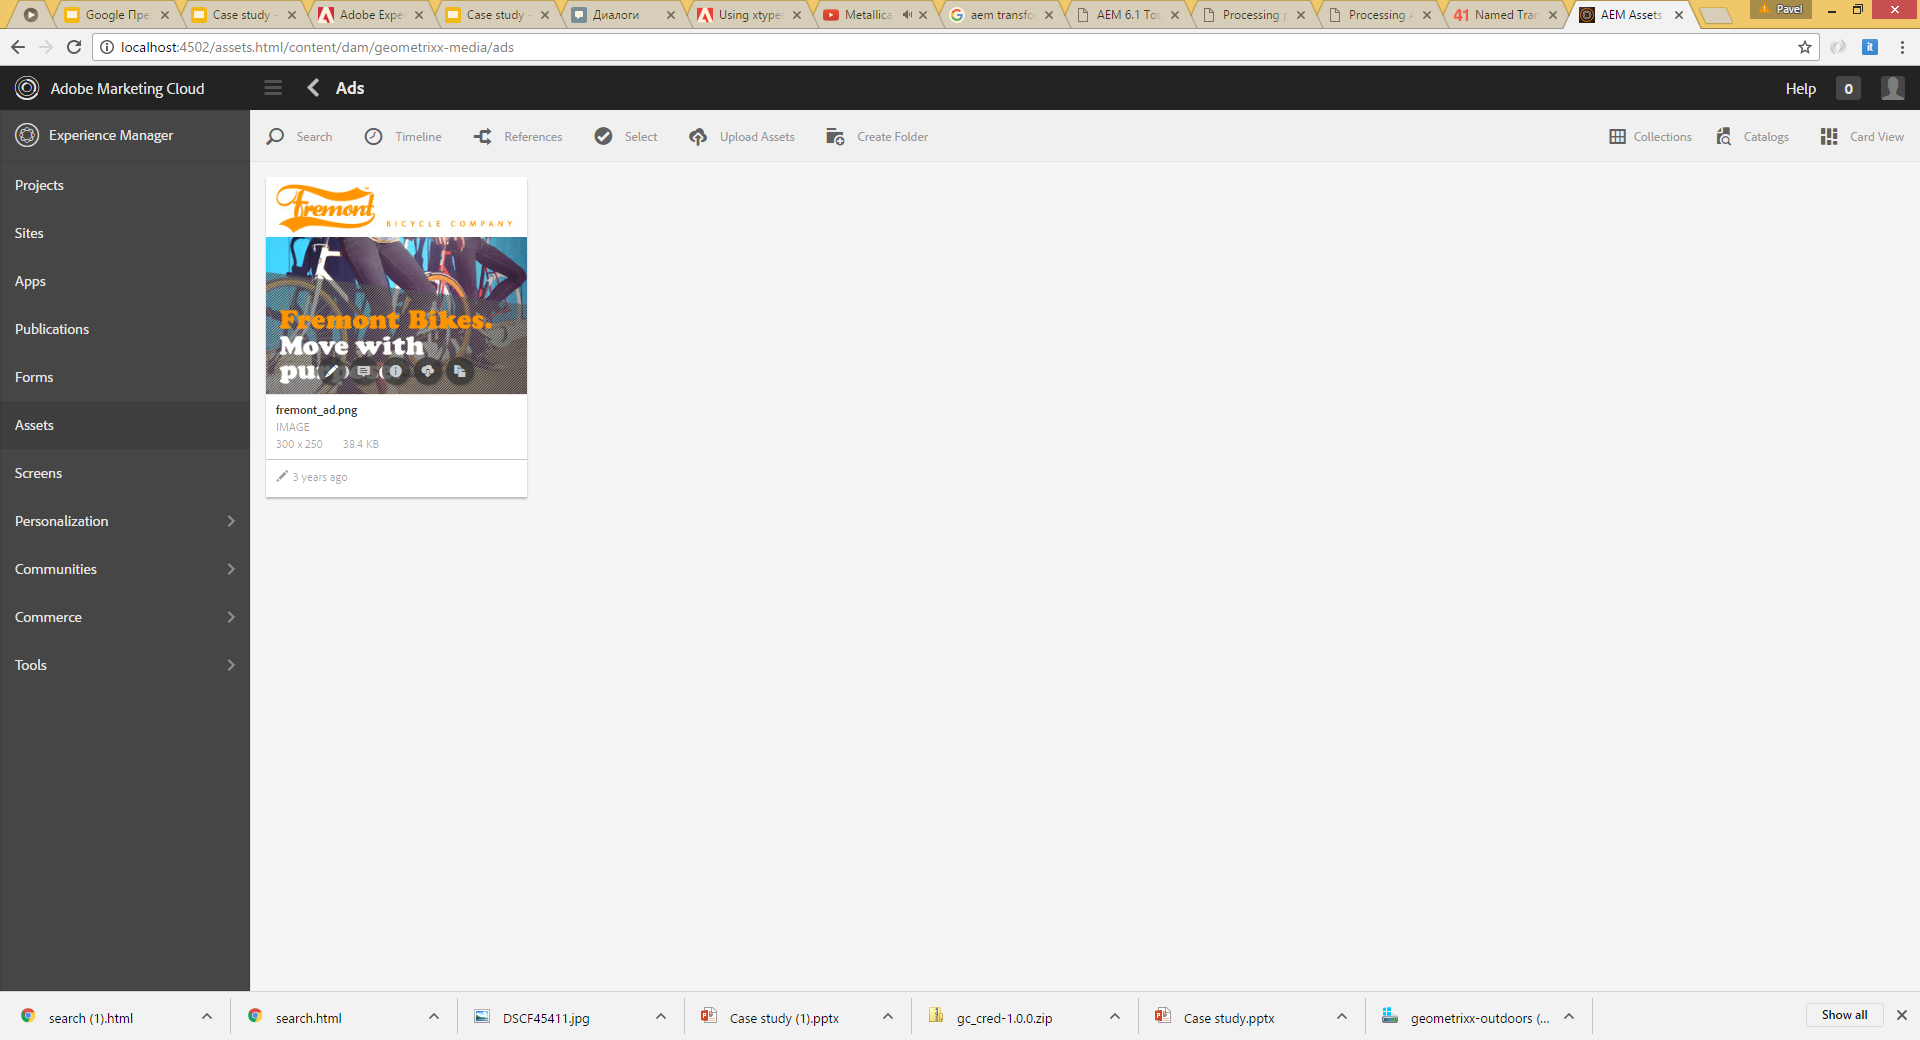 Google Пре
Case study -
Adobe Expe
Case study -
Диалоги
Using xtype
Metallica
aem transfo
AEM 6.1 Tou
Processing
Processing
Named Tran
AEM Assets
Pavel
localhost:4502/assets.html/content/dam/geometrixx-media/ads
Adobe Marketing Cloud
Ads
Help
0
Experience Manager
Search
Timeline
References
Select
Upload Assets
Create Folder
Collections
Catalogs
Card View
Projects
Sites
Apps
Publications
Forms
Assets
Screens
Personalization
Communities
Commerce
Tools
Fremont
BICYCLE COMPANY
Fremont Bikes.
Move with
fremont_ad.png
IMAGE
300 x 250 38.4 KB
3 years ago
search (1).html
search.html
DSCF45411.jpg
Case study (1).pptx
gc_cred-1.0.0.zip
Case study.pptx
geometrixx-outdoors (...
Show all